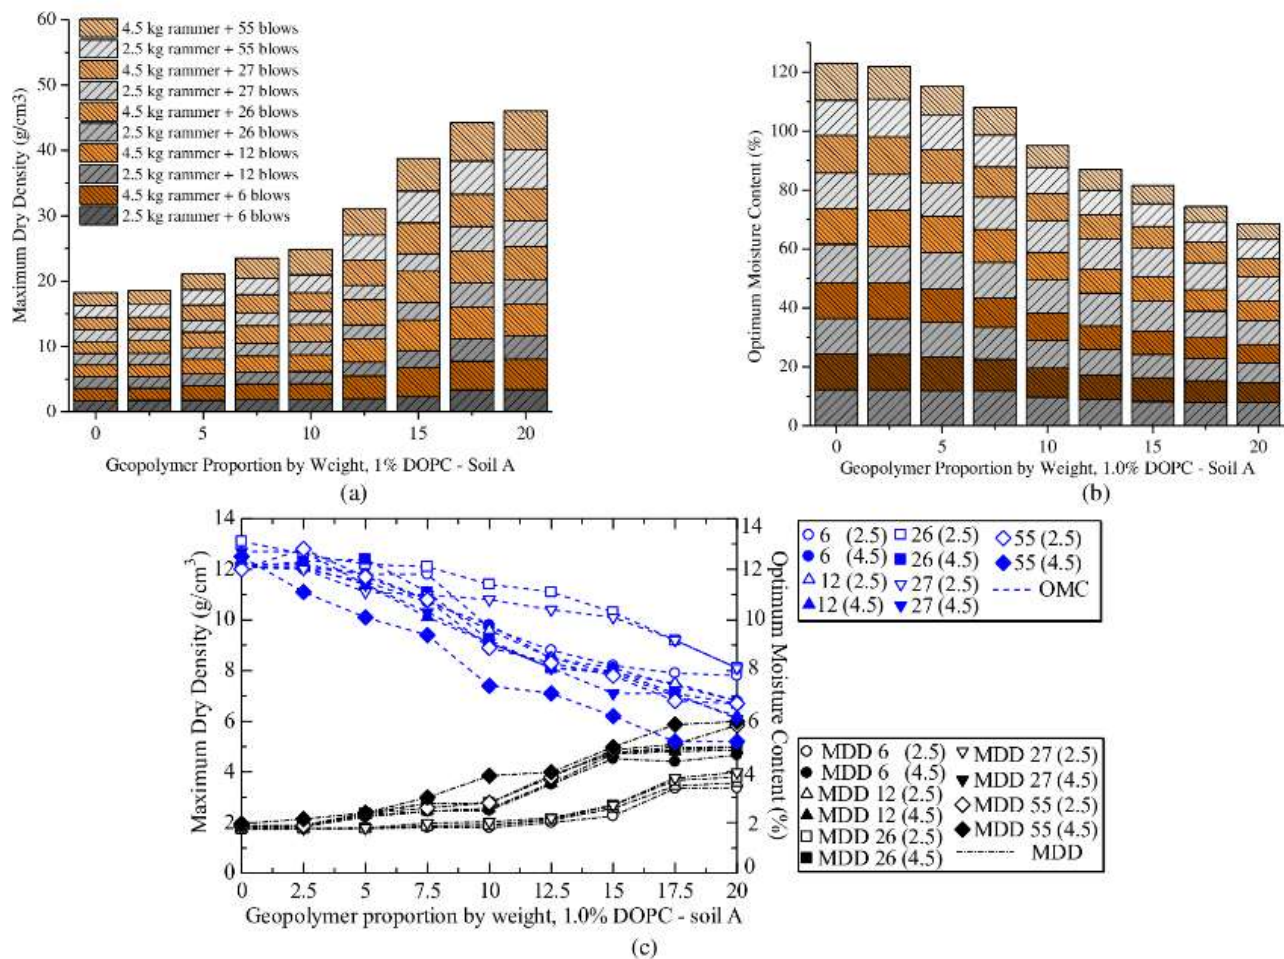 60
50
40
30
20
10
0
Maximum Dry Density (g/cm3)
4.5 kg rammer + 55 blows
2.5 kg rammer + 55 blows
4.5 kg rammer + 27 blows
2.5 kg rammer + 27 blows
4.5 kg rammer + 26 blows
2.5 kg rammer + 26 blows
4.5 kg rammer + 12 blows
2.5 kg rammer + 12 blows
4.5 kg rammer + 6 blows
2.5 kg rammer + 6 blows
0 5 10 15 20
Geopolymer Proportion by Weight, 1% DOPC - Soil A
(a)
120
100
80
60
40
20
0
Optimum Moisture Content (%)
0 5 10 15 20
Geopolymer Proportion by Weight, 1.0% DOPC - Soil A
(b)
14
12
10
8
6
4
2
0
Maximum Dry Density (g/cm³)
14
12
10
8
6
4
2
0
Optimum Moisture Content (%)
0 2.5 5 7.5 10 12.5 15 17.5 20
Geopolymer proportion by weight, 1.0% DOPC - soil A
(c)
6 (2.5) 26 (2.5) 55 (2.5)
6 (4.5) 26 (4.5) 55 (4.5)
12 (2.5) 27 (2.5) OMC
12 (4.5) 27 (4.5)
MDD 6 (2.5) MDD 27 (2.5)
MDD 6 (4.5) MDD 27 (4.5)
MDD 12 (2.5) MDD 55 (2.5)
MDD 12 (4.5) MDD 55 (4.5)
MDD 26 (2.5) MDD
MDD 26 (4.5)